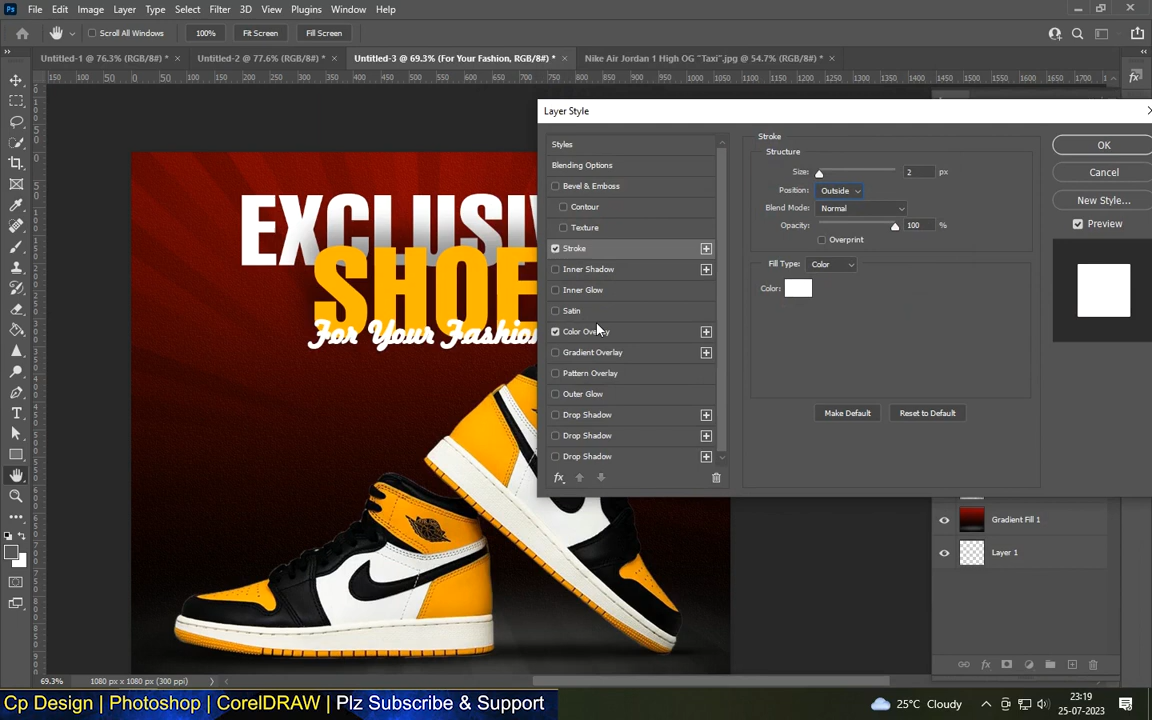 Ps File Edit Image Layer Type Select Filter 3D View Plugins Window Help
Scroll All Windows 100% Fit Screen Fill Screen
Untitled-1 @ 76.3% (RGB/8#) * × Untitled-2 @ 77.6% (RGB/8#) * × Untitled-3 @ 69.3% (For Your Fashion, RGB/8#) * × Nike Air Jordan 1 High OG "Taxi".jpg @ 54.7% (RGB/8#) * ×
Layer Style
Styles
Blending Options
Bevel & Emboss
Contour
Texture
Stroke
Inner Shadow
Inner Glow
Satin
Color Overlay
Gradient Overlay
Pattern Overlay
Outer Glow
Drop Shadow
Drop Shadow
Drop Shadow
fx
Stroke
Structure
Size: 2 px
Position: Outside
Blend Mode: Normal
Opacity: 100 %
Overprint
Fill Type: Color
Color:
Make Default Reset to Default
OK
Cancel
New Style...
Preview
EXCLUSIV
SHOE
For Your Fashion
Gradient Fill 1
Layer 1
69.3% 1080 px x 1080 px (300 ppi)
Cp Design | Photoshop | CorelDRAW | Plz Subscribe & Support
25°C Cloudy
23:19
25-07-2023